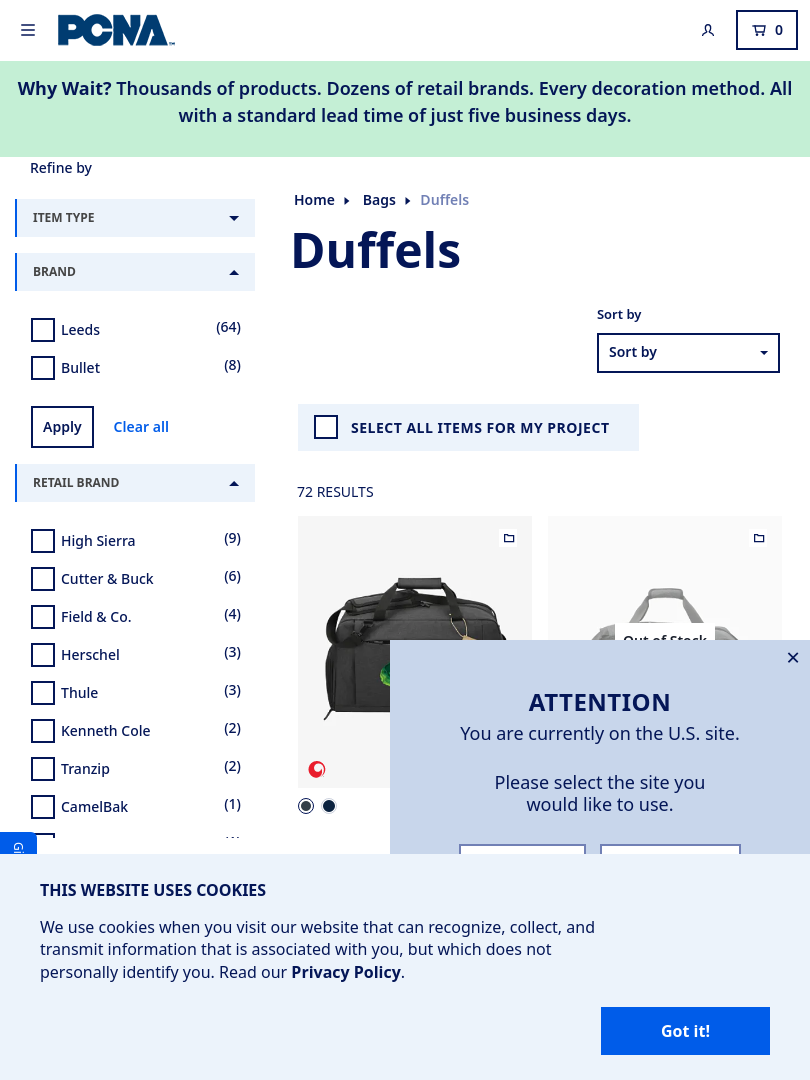 PCNA
0
Why Wait? Thousands of products. Dozens of retail brands. Every decoration method. All
with a standard lead time of just five business days.
Refine by
Home
Bags
Duffels
Duffels
ITEM TYPE
BRAND
Leeds
(64)
Bullet
(8)
Apply
Clear all
RETAIL BRAND
High Sierra
(9)
Cutter & Buck
(6)
Field & Co.
(4)
Herschel
(3)
Thule
(3)
Kenneth Cole
(2)
Tranzip
(2)
CamelBak
(1)
Sort by
Sort by
SELECT ALL ITEMS FOR MY PROJECT
72 RESULTS
Out of Stock
ATTENTION
You are currently on the U.S. site.
Please select the site you
would like to use.
THIS WEBSITE USES COOKIES
We use cookies when you visit our website that can recognize, collect, and
transmit information that is associated with you, but which does not
personally identify you. Read our Privacy Policy.
Got it!